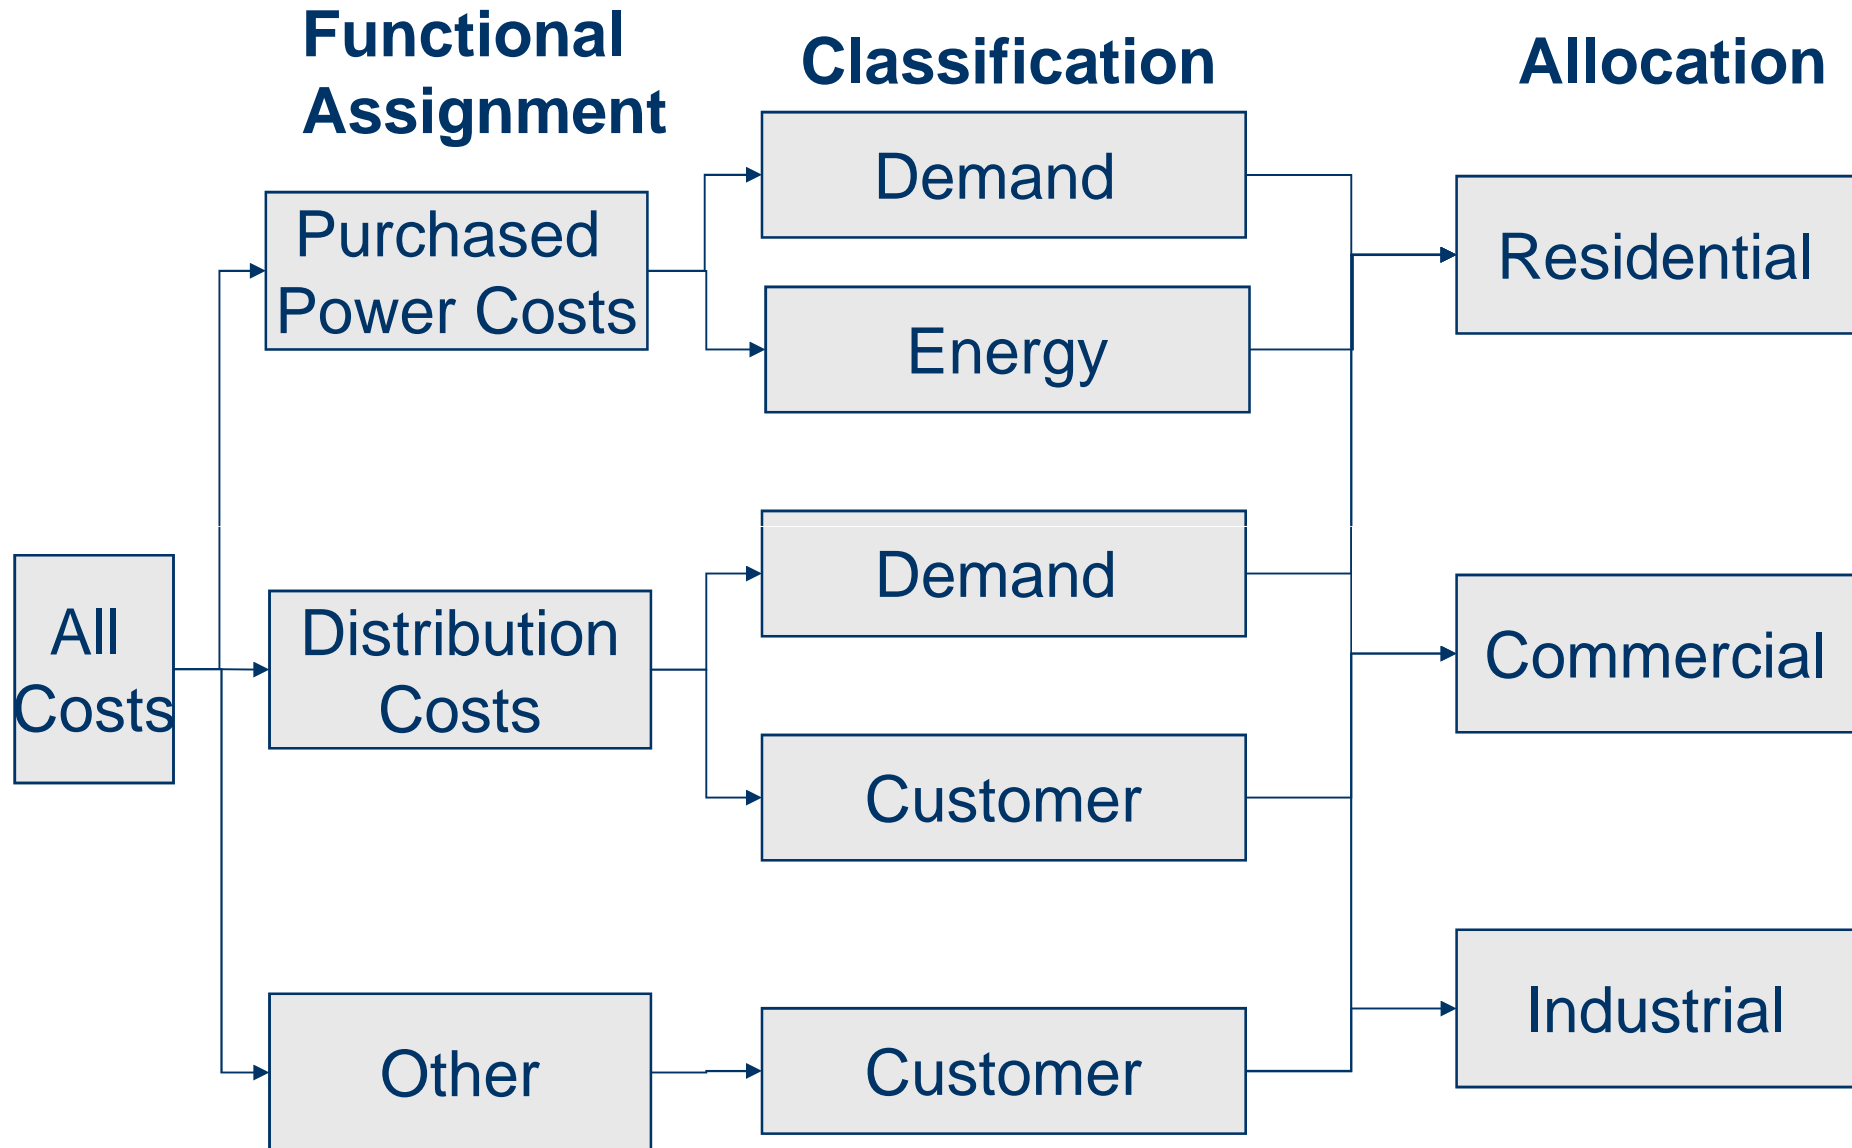 Functional
Assignment
Classification
Allocation
All
Costs
Purchased
Power Costs
Distribution
Costs
Other
Demand
Energy
Demand
Customer
Customer
Residential
Commercial
Industrial